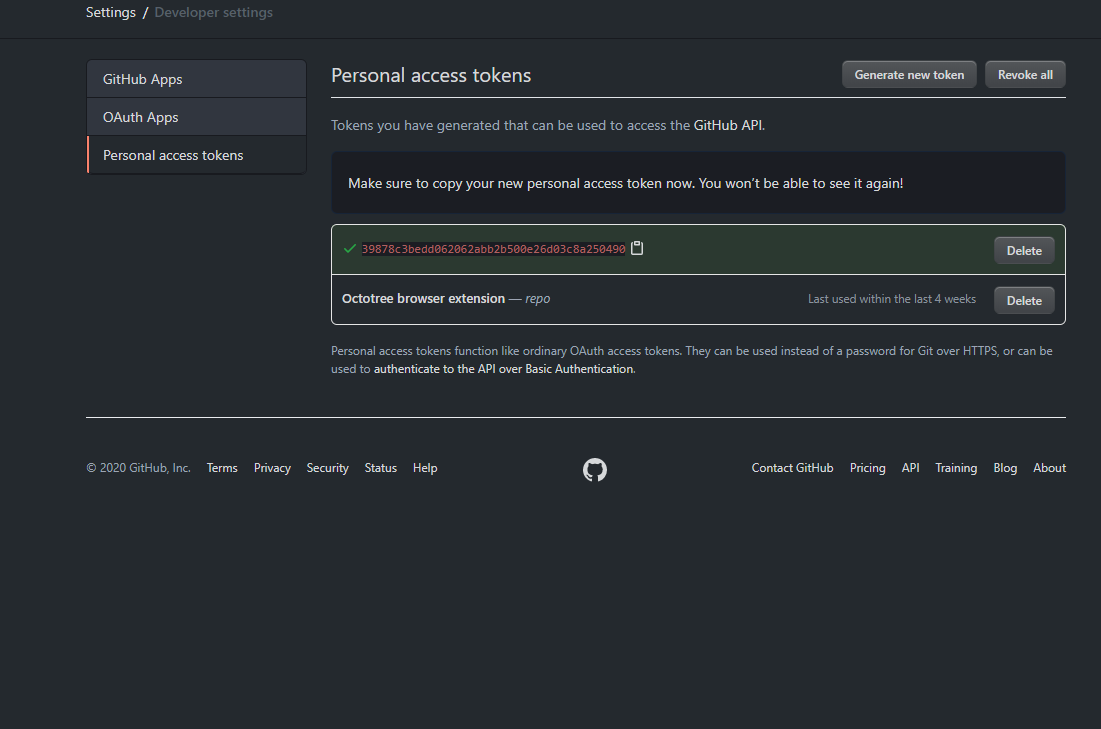 Settings / Developer settings
GitHub Apps
OAuth Apps
Personal access tokens
Personal access tokens
Generate new token
Revoke all
Tokens you have generated that can be used to access the GitHub API.
Make sure to copy your new personal access token now. You won't be able to see it again!
39878c3bedd062062abb2b500e26d03c8a250490
Delete
Octotree browser extension — repo
Last used within the last 4 weeks
Delete
Personal access tokens function like ordinary OAuth access tokens. They can be used instead of a password for Git over HTTPS, or can be
used to authenticate to the API over Basic Authentication.
© 2020 GitHub, Inc. Terms Privacy Security Status Help
Contact GitHub Pricing API Training Blog About